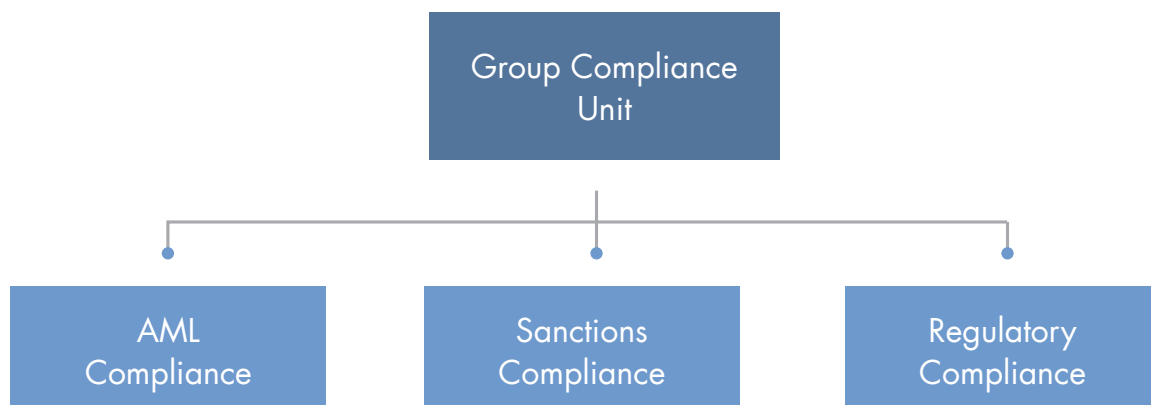 Group Compliance
Unit
AML
Compliance
Sanctions
Compliance
Regulatory
Compliance